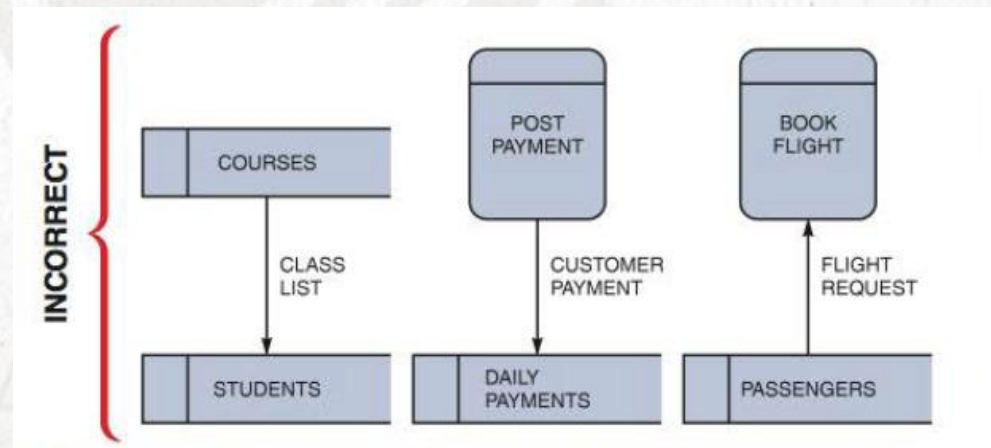 INCORRECT
COURSES
CLASS
LIST
STUDENTS
POST
PAYMENT
CUSTOMER
PAYMENT
DAILY
PAYMENTS
BOOK
FLIGHT
FLIGHT
REQUEST
PASSENGERS